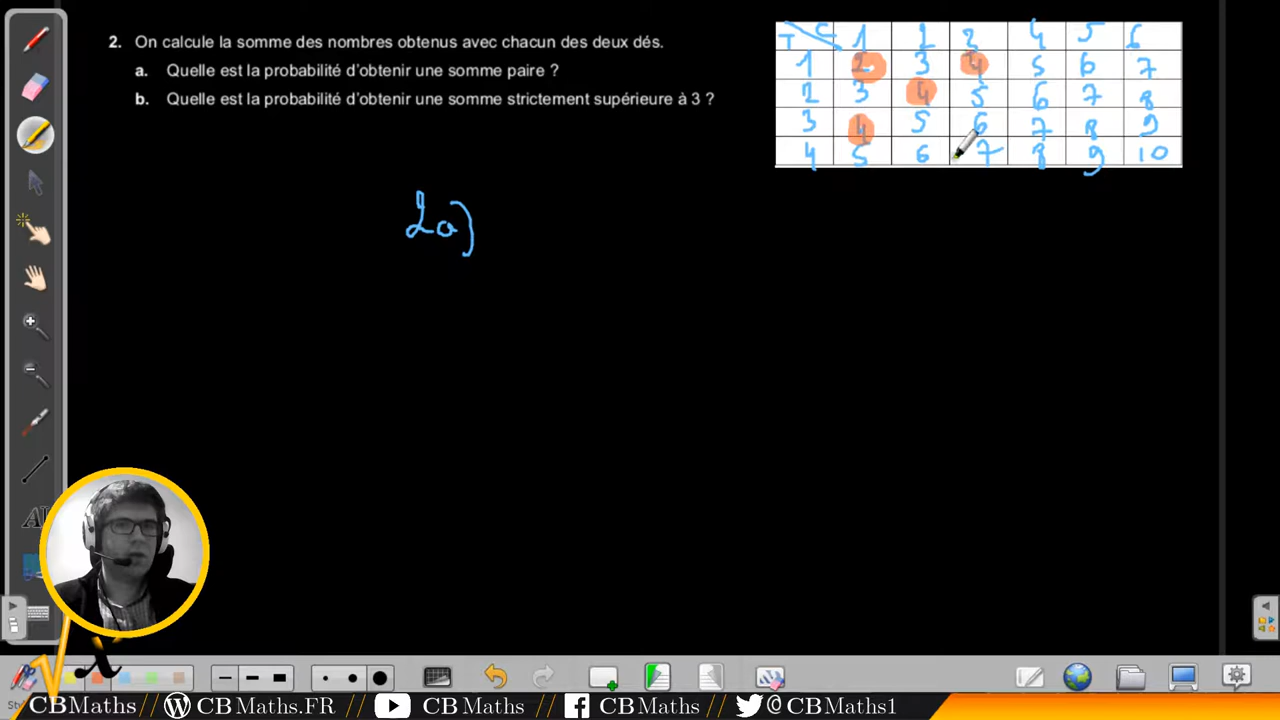 2. On calcule la somme des nombres obtenus avec chacun des deux dés.
a. Quelle est la probabilité d'obtenir une somme paire ?
b. Quelle est la probabilité d'obtenir une somme strictement supérieure à 3 ?
T C 1 2 3 4 5 6
1 2 3 4 5 6 7
2 3 4 5 6 7 8
3 4 5 6 7 8 9
4 5 6 7 8 9 10
2a)
CBMaths CBMaths.FR CBMaths CBMaths @CBMaths1